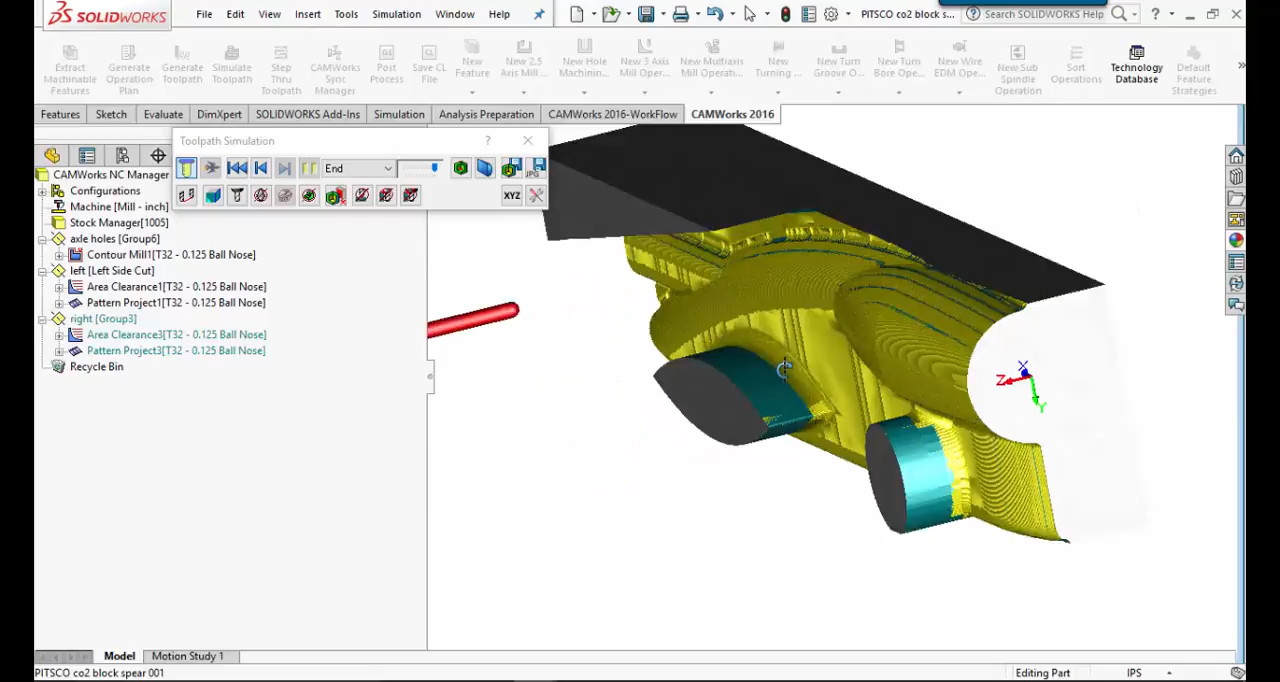 SOLIDWORKS File Edit View Insert Tools Simulation Window Help PITSCO co2 block s... Search SOLIDWORKS Help ?
Extract Machinable Features
Generate Operation Plan
Generate Toolpath
Simulate Toolpath
Step Thru Toolpath
CAMWorks Sync Manager
Post Process
Save CL File
New Feature
New 2.5 Axis Mill ...
New Hole Machinin...
New 3 Axis Mill Oper...
New Multiaxis Mill Operati...
New Turning ...
New Turn Groove O...
New Turn Bore Ope...
New Wire EDM Ope...
New Sub Spindle Operation
Sort Operations
Technology Database
Default Feature Strategies
Features Sketch Evaluate DimXpert SOLIDWORKS Add-Ins Simulation Analysis Preparation CAMWorks 2016-WorkFlow CAMWorks 2016
Toolpath Simulation ?
End
XYZ
CAMWorks NC Manager
Configurations
Machine [Mill - inch]
Stock Manager[1005]
axle holes [Group6]
Contour Mill1[T32 - 0.125 Ball Nose]
left [Left Side Cut]
Area Clearance1[T32 - 0.125 Ball Nose]
Pattern Project1[T32 - 0.125 Ball Nose]
right [Group3]
Area Clearance3[T32 - 0.125 Ball Nose]
Pattern Project3[T32 - 0.125 Ball Nose]
Recycle Bin
X
Z
Y
Model Motion Study 1
PITSCO co2 block spear 001 Editing Part IPS